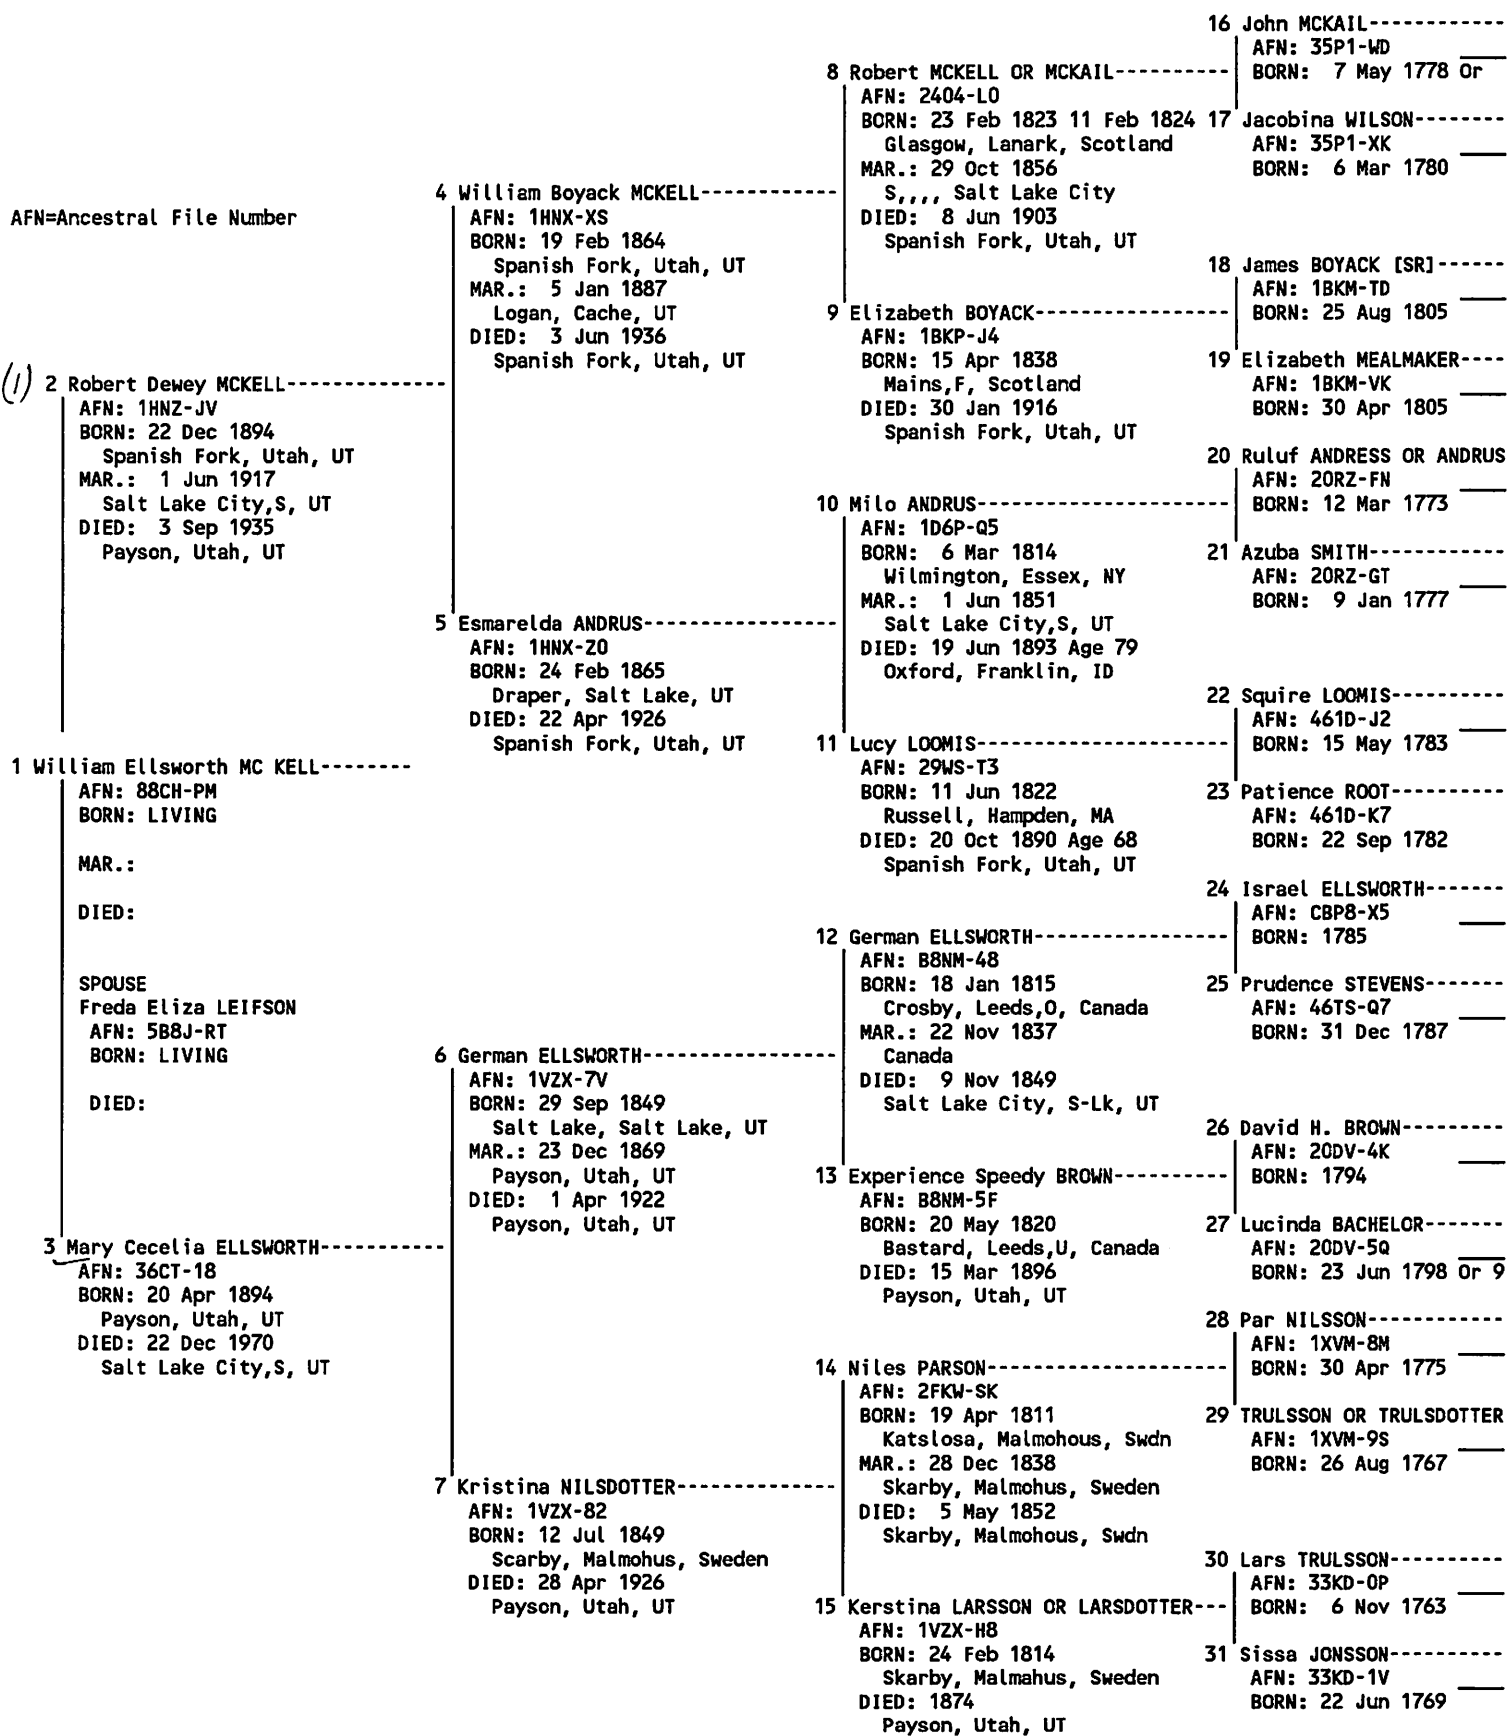 AFN=Ancestral File Number
1 William Ellsworth MC KELL--------
AFN: 88CH-PM
BORN: LIVING
MAR.:
DIED:
SPOUSE
Freda Eliza LEIFSON
AFN: 5B8J-RT
BORN: LIVING
DIED:
(1) 2 Robert Dewey MCKELL--------------
AFN: 1HNZ-JV
BORN: 22 Dec 1894
Spanish Fork, Utah, UT
MAR.: 1 Jun 1917
Salt Lake City,S, UT
DIED: 3 Sep 1935
Payson, Utah, UT
3 Mary Cecelia ELLSWORTH-----------
AFN: 36CT-18
BORN: 20 Apr 1894
Payson, Utah, UT
DIED: 22 Dec 1970
Salt Lake City,S, UT
4 William Boyack MCKELL------------
AFN: 1HNX-XS
BORN: 19 Feb 1864
Spanish Fork, Utah, UT
MAR.: 5 Jan 1887
Logan, Cache, UT
DIED: 3 Jun 1936
Spanish Fork, Utah, UT
5 Esmarelda ANDRUS-----------------
AFN: 1HNX-Z0
BORN: 24 Feb 1865
Draper, Salt Lake, UT
DIED: 22 Apr 1926
Spanish Fork, Utah, UT
6 German ELLSWORTH-----------------
AFN: 1VZX-7V
BORN: 29 Sep 1849
Salt Lake, Salt Lake, UT
MAR.: 23 Dec 1869
Payson, Utah, UT
DIED: 1 Apr 1922
Payson, Utah, UT
7 Kristina NILSDOTTER--------------
AFN: 1VZX-82
BORN: 12 Jul 1849
Scarby, Malmohus, Sweden
DIED: 28 Apr 1926
Payson, Utah, UT
8 Robert MCKELL OR MCKAIL----------
AFN: 2404-L0
BORN: 23 Feb 1823 11 Feb 1824
Glasgow, Lanark, Scotland
MAR.: 29 Oct 1856
S,,,, Salt Lake City
DIED: 8 Jun 1903
Spanish Fork, Utah, UT
9 Elizabeth BOYACK-----------------
AFN: 1BKP-J4
BORN: 15 Apr 1838
Mains,F, Scotland
DIED: 30 Jan 1916
Spanish Fork, Utah, UT
10 Milo ANDRUS----------------------
AFN: 1D6P-Q5
BORN: 6 Mar 1814
Wilmington, Essex, NY
MAR.: 1 Jun 1851
Salt Lake City,S, UT
DIED: 19 Jun 1893 Age 79
Oxford, Franklin, ID
11 Lucy LOOMIS----------------------
AFN: 29WS-T3
BORN: 11 Jun 1822
Russell, Hampden, MA
DIED: 20 Oct 1890 Age 68
Spanish Fork, Utah, UT
12 German ELLSWORTH-----------------
AFN: B8NM-48
BORN: 18 Jan 1815
Crosby, Leeds,O, Canada
MAR.: 22 Nov 1837
Canada
DIED: 9 Nov 1849
Salt Lake City, S-Lk, UT
13 Experience Speedy BROWN----------
AFN: B8NM-5F
BORN: 20 May 1820
Bastard, Leeds,U, Canada
DIED: 15 Mar 1896
Payson, Utah, UT
14 Niles PARSON---------------------
AFN: 2FKW-SK
BORN: 19 Apr 1811
Katslosa, Malmohous, Swdn
MAR.: 28 Dec 1838
Skarby, Malmohus, Sweden
DIED: 5 May 1852
Skarby, Malmohous, Swdn
15 Kerstina LARSSON OR LARSDOTTER---
AFN: 1VZX-H8
BORN: 24 Feb 1814
Skarby, Malmahus, Sweden
DIED: 1874
Payson, Utah, UT
16 John MCKAIL------------
AFN: 35P1-WD
BORN: 7 May 1778 Or
17 Jacobina WILSON--------
AFN: 35P1-XK
BORN: 6 Mar 1780
18 James BOYACK [SR]------
AFN: 1BKM-TD
BORN: 25 Aug 1805
19 Elizabeth MEALMAKER----
AFN: 1BKM-VK
BORN: 30 Apr 1805
20 Ruluf ANDRESS OR ANDRUS
AFN: 20RZ-FN
BORN: 12 Mar 1773
21 Azuba SMITH------------
AFN: 20RZ-GT
BORN: 9 Jan 1777
22 Squire LOOMIS----------
AFN: 461D-J2
BORN: 15 May 1783
23 Patience ROOT----------
AFN: 461D-K7
BORN: 22 Sep 1782
24 Israel ELLSWORTH-------
AFN: CBP8-X5
BORN: 1785
25 Prudence STEVENS-------
AFN: 46TS-Q7
BORN: 31 Dec 1787
26 David H. BROWN---------
AFN: 20DV-4K
BORN: 1794
27 Lucinda BACHELOR-------
AFN: 20DV-5Q
BORN: 23 Jun 1798 Or 9
28 Par NILSSON------------
AFN: 1XVM-8M
BORN: 30 Apr 1775
29 TRULSSON OR TRULSDOTTER
AFN: 1XVM-9S
BORN: 26 Aug 1767
30 Lars TRULSSON----------
AFN: 33KD-0P
BORN: 6 Nov 1763
31 Sissa JONSSON----------
AFN: 33KD-1V
BORN: 22 Jun 1769